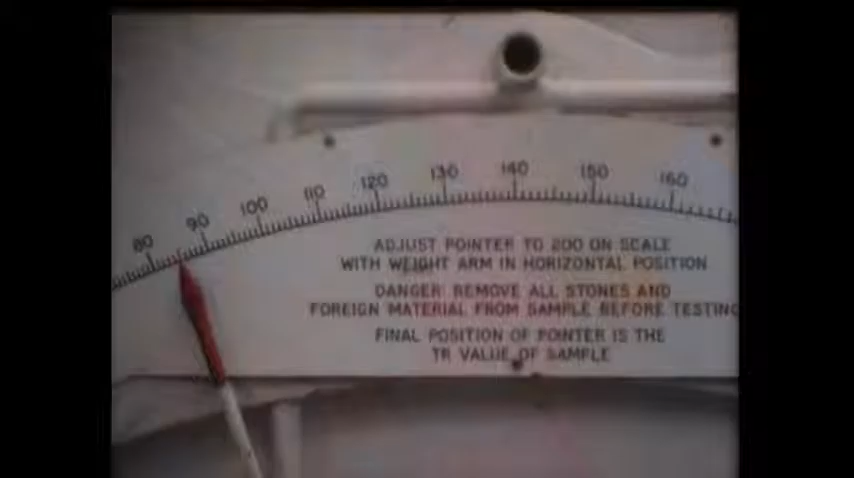 80 90 100 110 120 130 140 150 160
ADJUST POINTER TO 200 ON SCALE
WITH WEIGHT ARM IN HORIZONTAL POSITION
DANGER: REMOVE ALL STONES AND
FOREIGN MATERIAL FROM SAMPLE BEFORE TESTING
FINAL POSITION OF POINTER IS THE
TR VALUE OF SAMPLE